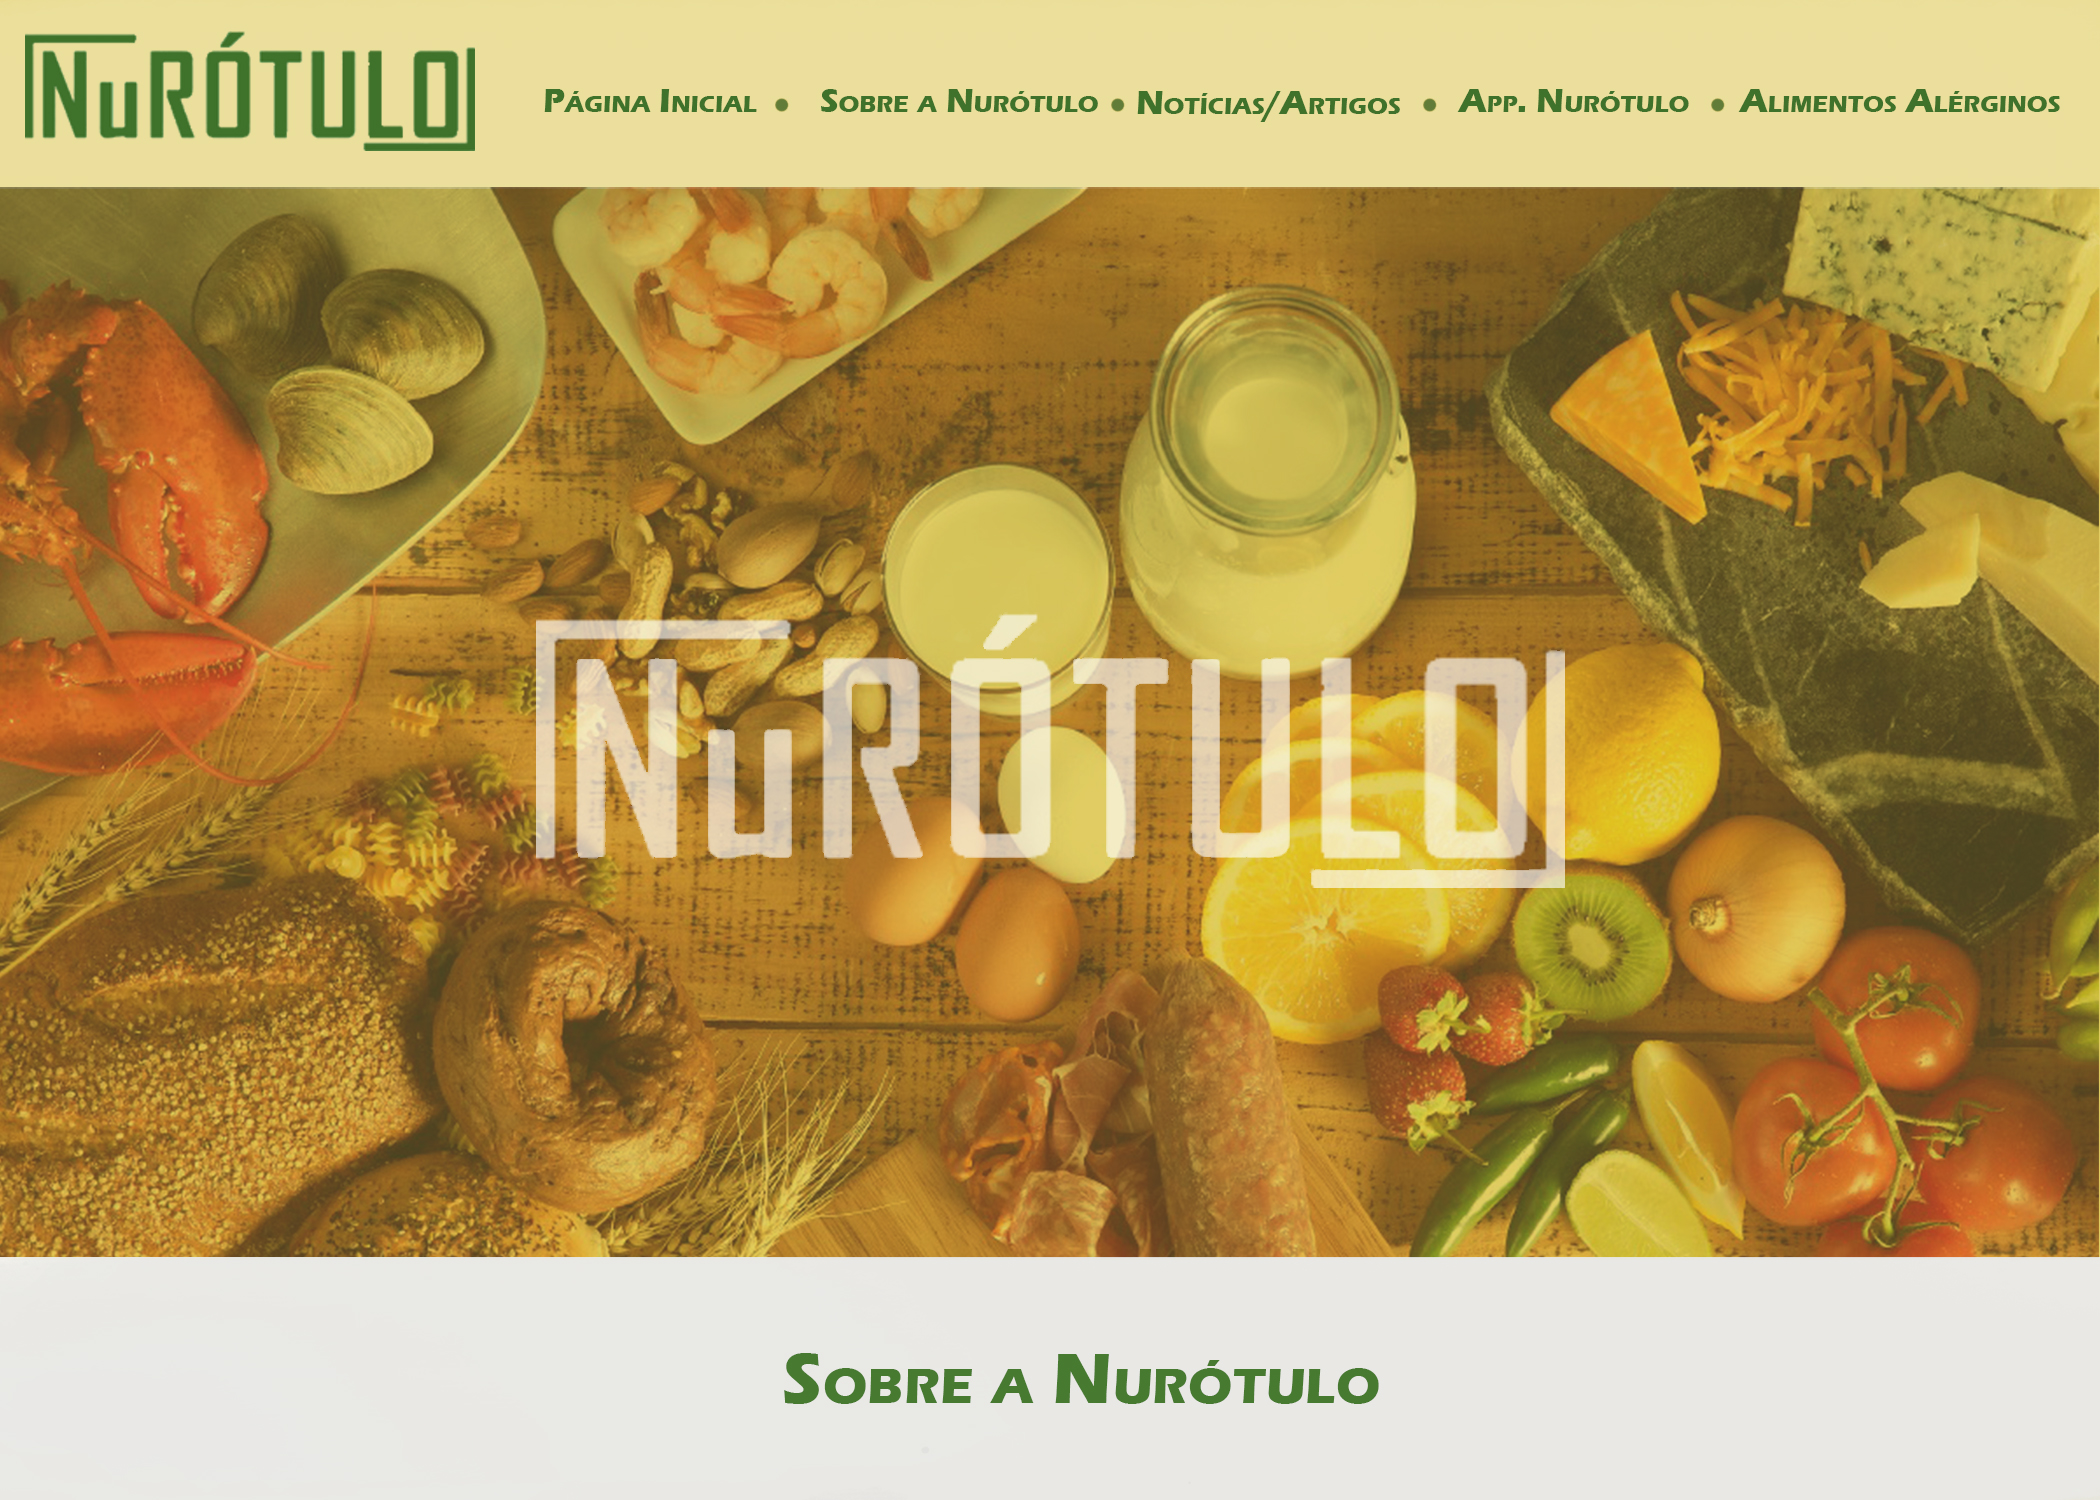 NuRÓTULO
Página Inicial • Sobre a Nurótulo • Notícias/Artigos • App. Nurótulo • Alimentos Alérginos
NuRÓTULO
Sobre a Nurótulo